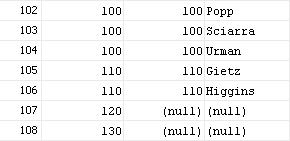 102 100 100 Popp
103 100 100 Sciarra
104 100 100 Urman
105 110 110 Gietz
106 110 110 Higgins
107 120 (null) (null)
108 130 (null) (null)